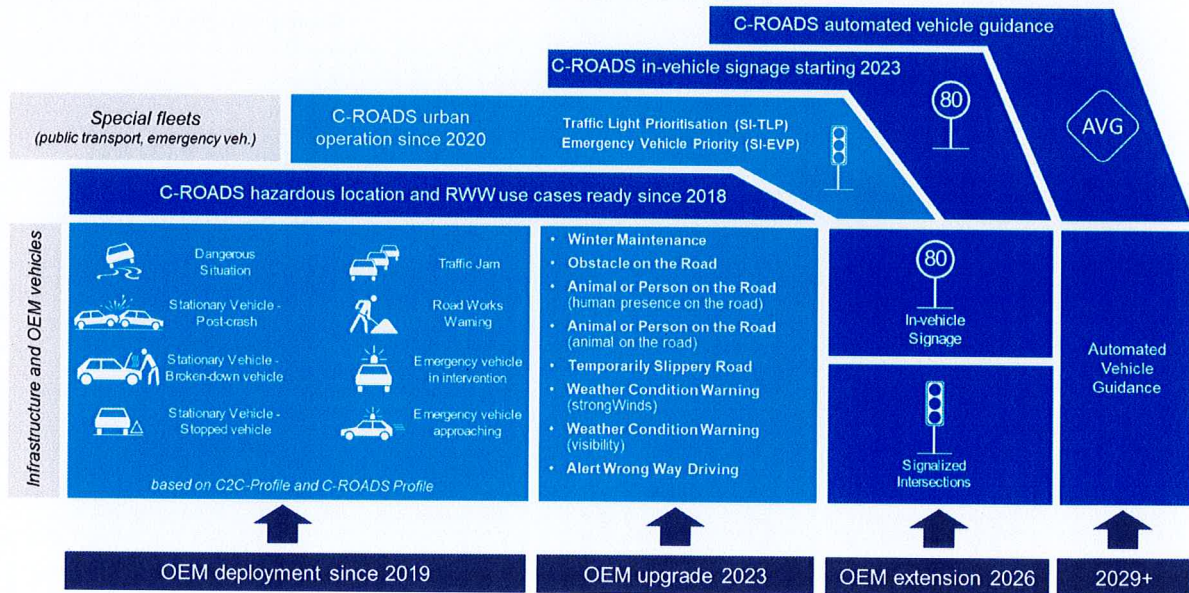 C-ROADS automated vehicle guidance
C-ROADS in-vehicle signage starting 2023
80
AVG
Special fleets
(public transport, emergency veh.)
C-ROADS urban
operation since 2020
Traffic Light Prioritisation (SI-TLP)
Emergency Vehicle Priority (SI-EVP)
C-ROADS hazardous location and RWW use cases ready since 2018
Infrastructure and OEM vehicles
Dangerous
Situation
Traffic Jam
Stationary Vehicle -
Post-crash
Road Works
Warning
Stationary Vehicle -
Broken-down vehicle
Emergency vehicle
in intervention
Stationary Vehicle -
Stopped vehicle
Emergency vehicle
approaching
based on C2C-Profile and C-ROADS Profile
• Winter Maintenance
• Obstacle on the Road
• Animal or Person on the Road
(human presence on the road)
• Animal or Person on the Road
(animal on the road)
• Temporarily Slippery Road
• Weather Condition Warning
(strongWinds)
• Weather Condition Warning
(visibility)
• Alert Wrong Way Driving
80
In-vehicle
Signage
Signalized
Intersections
Automated
Vehicle
Guidance
OEM deployment since 2019
OEM upgrade 2023
OEM extension 2026
2029+